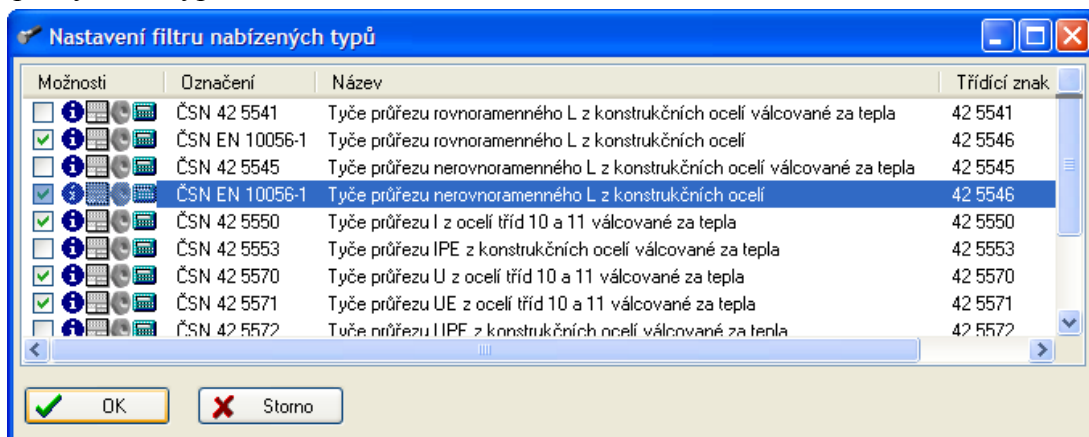 Nastavení filtru nabízených typů
Možnosti Označení Název Třídící znak
ČSN 42 5541 Tyče průřezu rovnoramenného L z konstrukčních ocelí válcované za tepla 42 5541
ČSN EN 10056-1 Tyče průřezu rovnoramenného L z konstrukčních ocelí 42 5546
ČSN 42 5545 Tyče průřezu nerovnoramenného L z konstrukčních ocelí válcované za tepla 42 5545
ČSN EN 10056-1 Tyče průřezu nerovnoramenného L z konstrukčních ocelí 42 5546
ČSN 42 5550 Tyče průřezu I z ocelí tříd 10 a 11 válcované za tepla 42 5550
ČSN 42 5553 Tyče průřezu IPE z konstrukčních ocelí válcované za tepla 42 5553
ČSN 42 5570 Tyče průřezu U z ocelí tříd 10 a 11 válcované za tepla 42 5570
ČSN 42 5571 Tyče průřezu UE z ocelí tříd 10 a 11 válcované za tepla 42 5571
ČSN 42 5572 Tyče průřezu UPE z konstrukčních ocelí válcované za tepla 42 5572
OK Storno